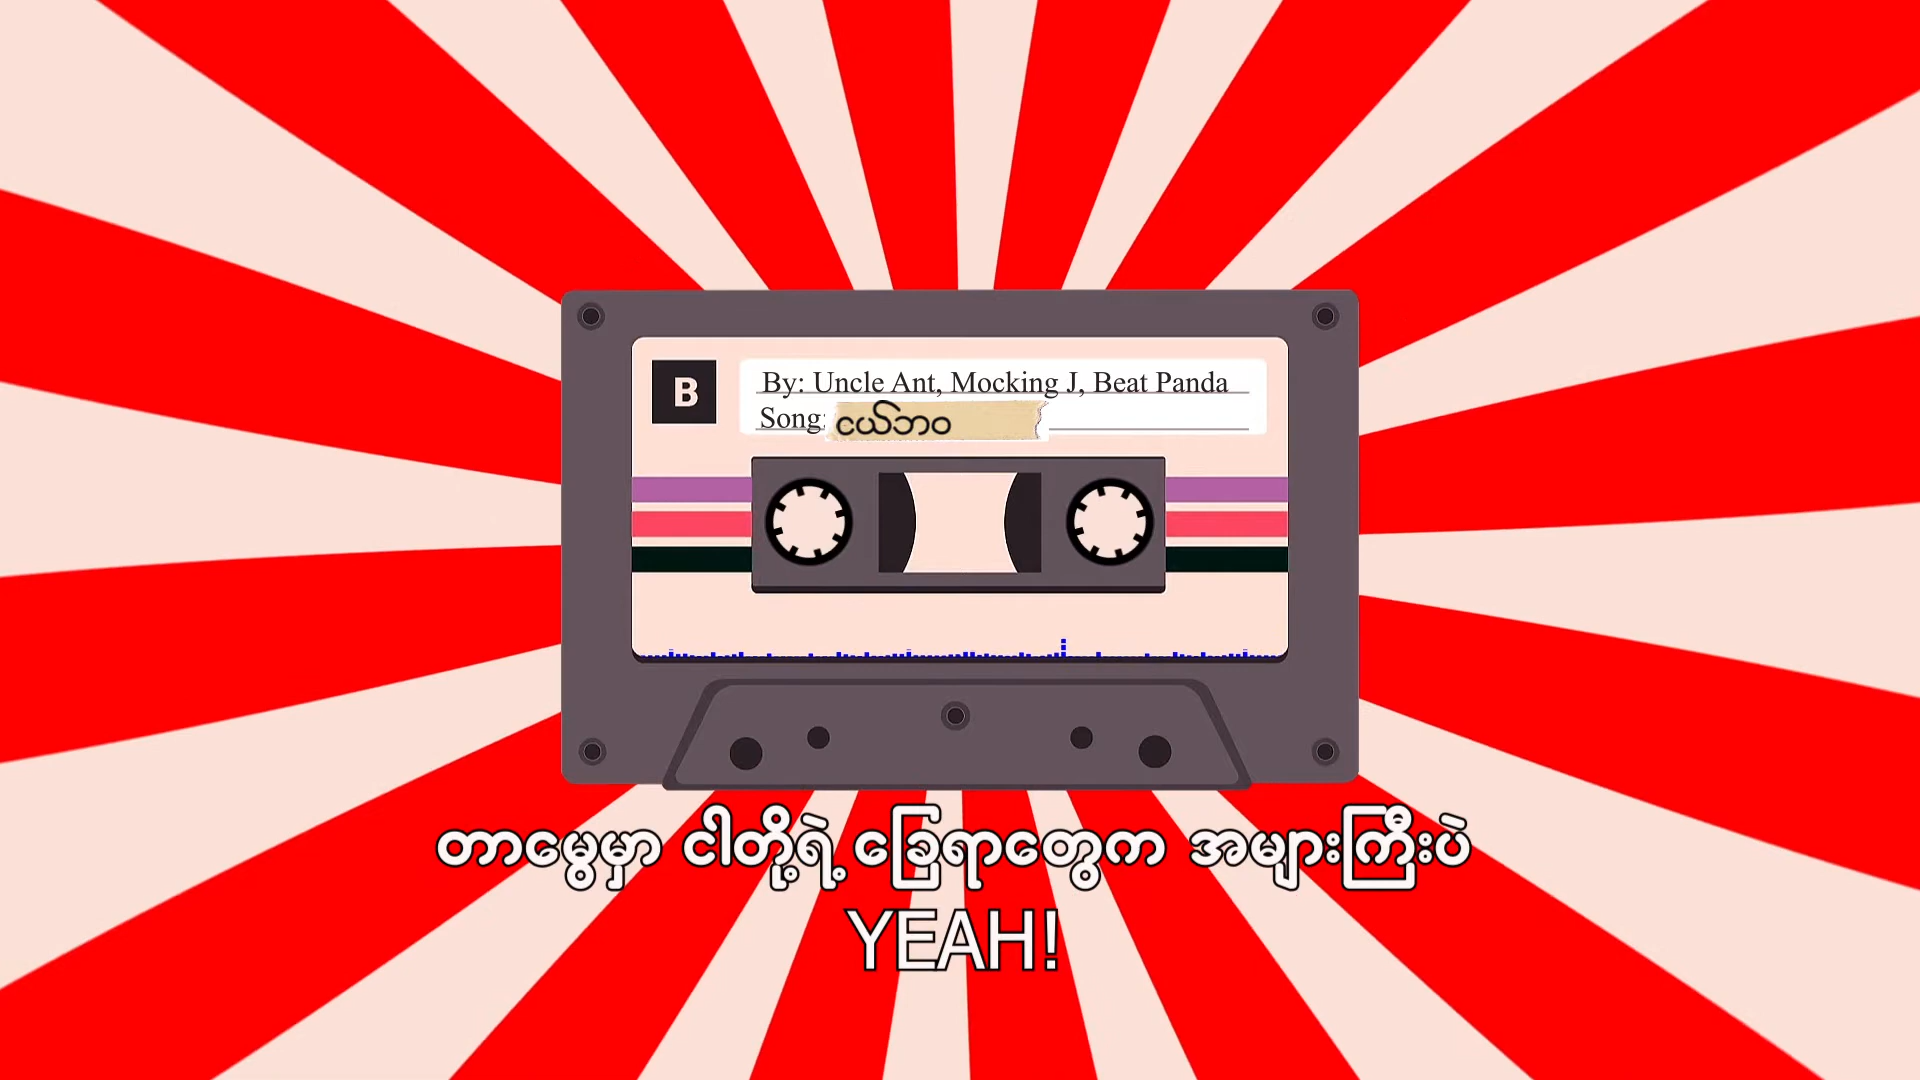 B
By: Uncle Ant, Mocking J, Beat Panda
Song: ငယ်ဘဝ
တာမွေမှာ ငါတို့ရဲ့ ခြေရာတွေက အများကြီးပဲ
YEAH!